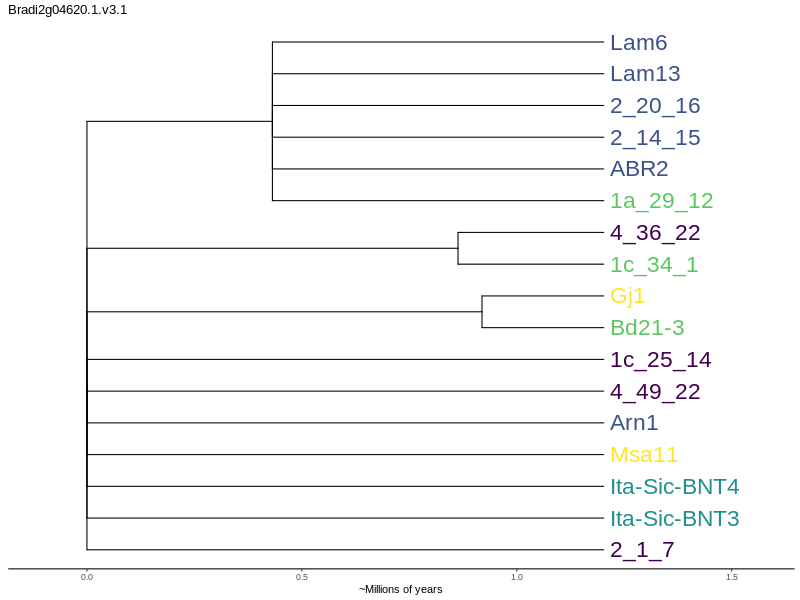 Bradi2g04620.1.v3.1
Lam6
Lam13
2_20_16
2_14_15
ABR2
1a_29_12
4_36_22
1c_34_1
Gj1
Bd21-3
1c_25_14
4_49_22
Arn1
Msa11
Ita-Sic-BNT4
Ita-Sic-BNT3
2_1_7
0.0 0.5 1.0 1.5
~Millions of years